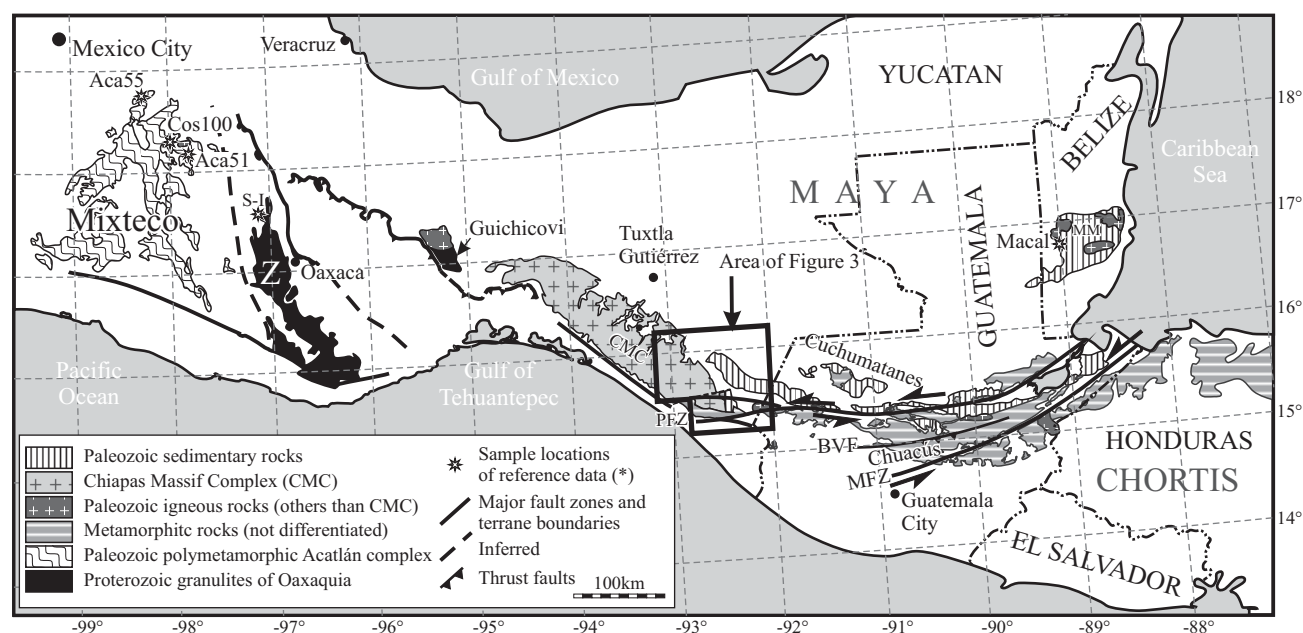 Mexico City
Veracruz
Gulf of Mexico
YUCATAN
Aca55
Cos100
Aca51
S-I
Mixteco
Z
Oaxaca
Guichicovi
Tuxtla
Gutiérrez
Area of Figure 3
MAYA
GUATEMALA
BELIZE
Caribbean
Sea
Macal
MM
CMC
Cuchumatanes
Pacific
Ocean
Gulf of
Tehuantepec
PFZ
BVF
Chuacús
MFZ
Guatemala
City
HONDURAS
CHORTIS
EL SALVADOR
18°
17°
16°
15°
14°
Paleozoic sedimentary rocks
Chiapas Massif Complex (CMC)
Paleozoic igneous rocks (others than CMC)
Metamorphitc rocks (not differentiated)
Paleozoic polymetamorphic Acatlán complex
Proterozoic granulites of Oaxaquia
Sample locations
of reference data (*)
Major fault zones and
terrane boundaries
Inferred
Thrust faults
100km
-99° -98° -97° -96° -95° -94° -93° -92° -91° -90° -89° -88°